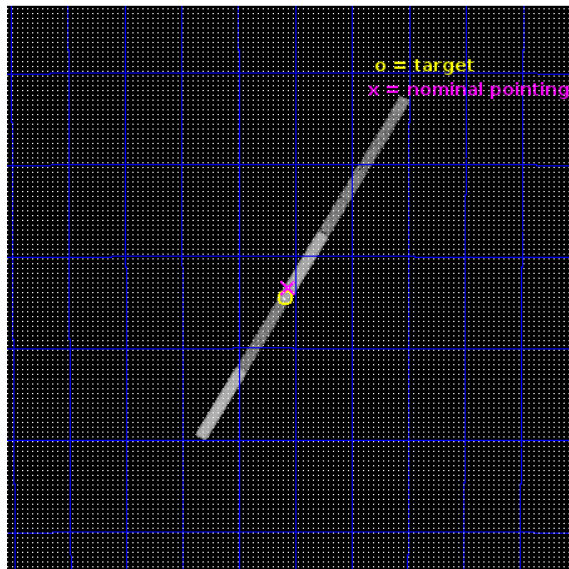 o = target
x = nominal pointing